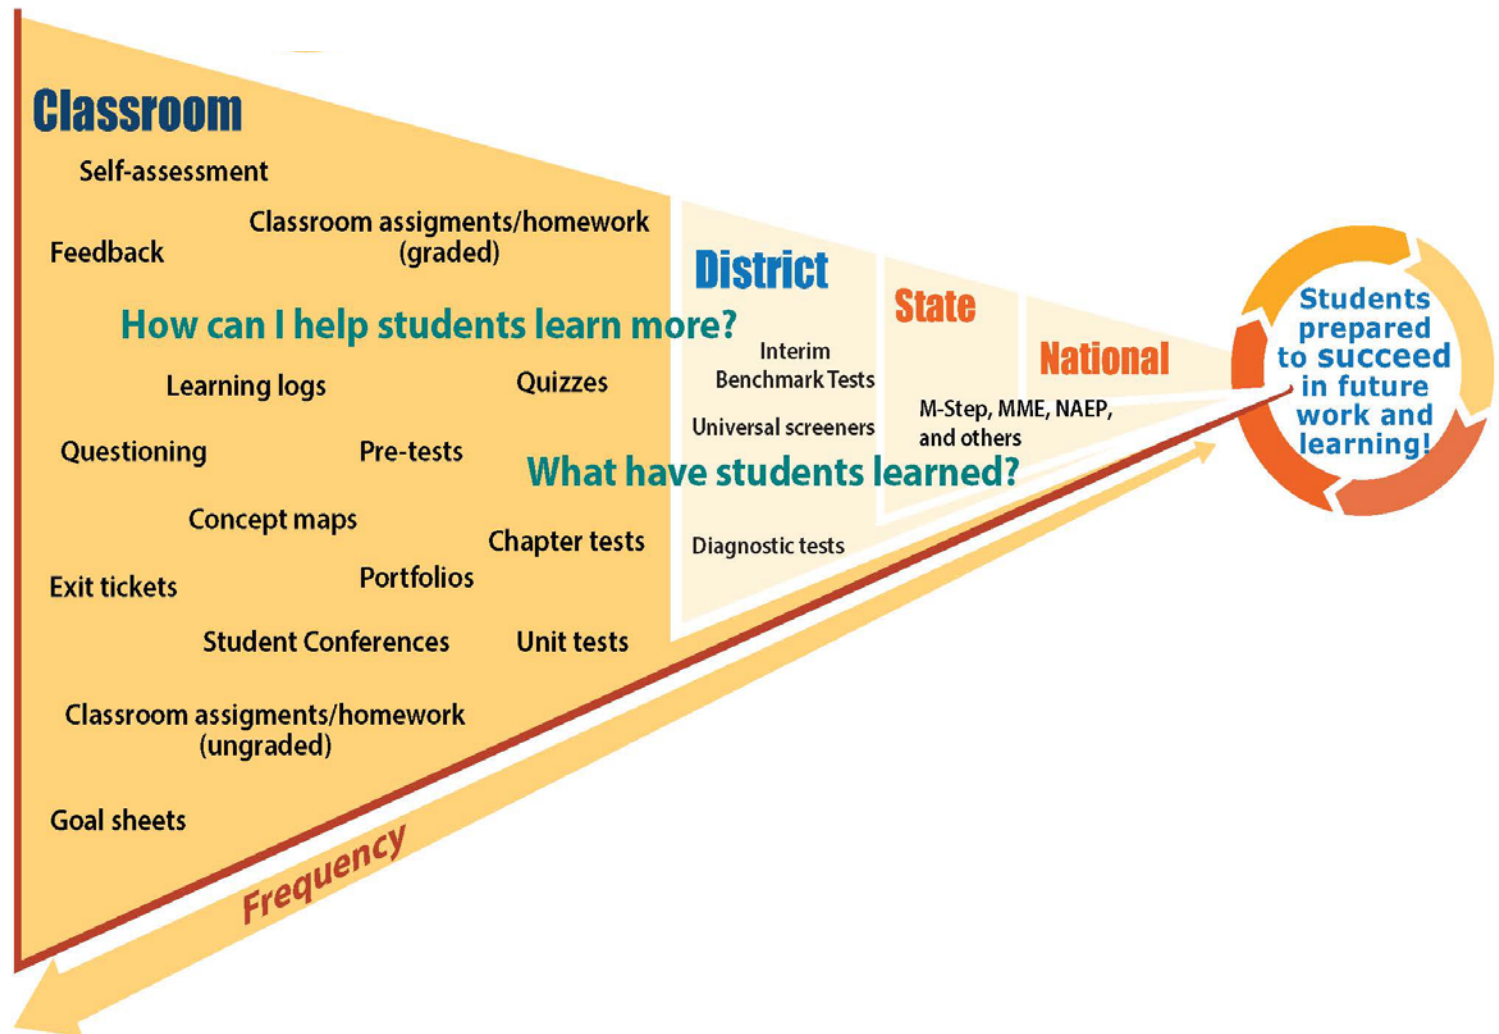 Classroom
Self-assessment
Classroom assigments/homework
(graded)
Feedback
How can I help students learn more?
Learning logs
Quizzes
Questioning
Pre-tests
What have students learned?
Concept maps
Chapter tests
Exit tickets
Portfolios
Student Conferences
Unit tests
Classroom assigments/homework
(ungraded)
Goal sheets
Frequency
District
Interim
Benchmark Tests
Universal screeners
Diagnostic tests
State
National
M-Step, MME, NAEP,
and others
Students
prepared
to succeed
in future
work and
learning!